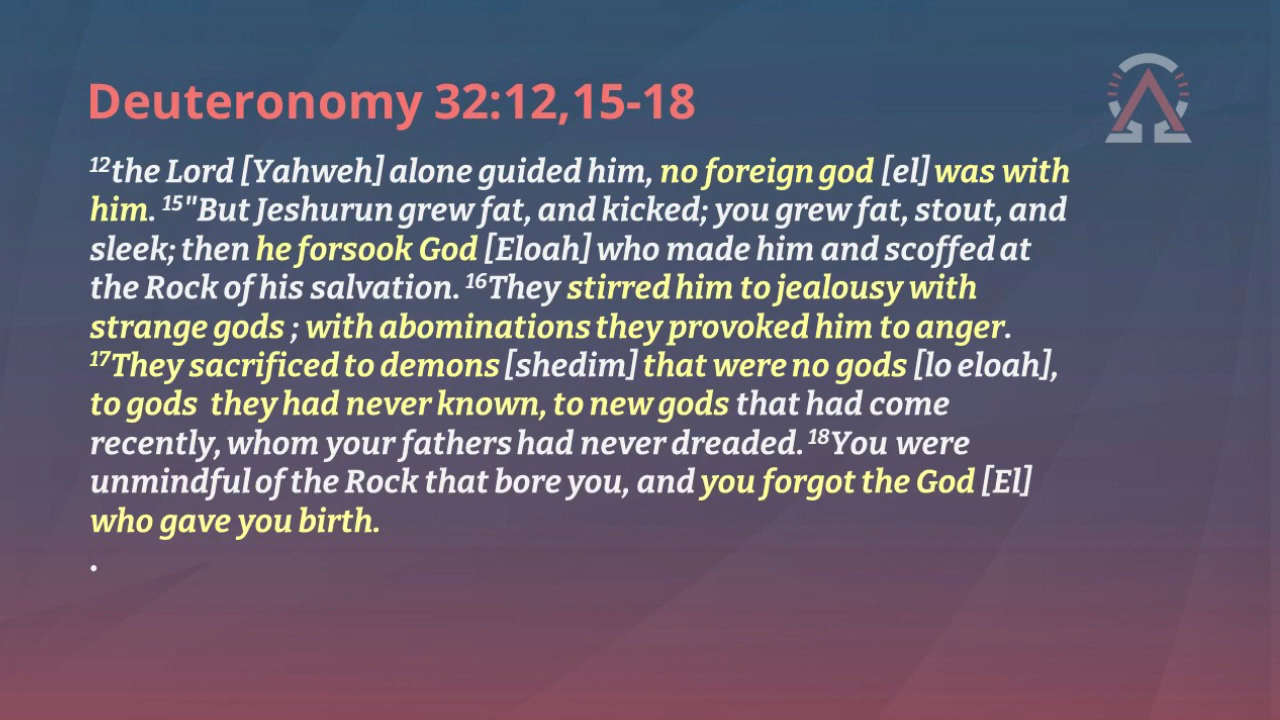 Deuteronomy 32:12,15-18
¹²the Lord [Yahweh] alone guided him, no foreign god [el] was with
him. ¹⁵"But Jeshurun grew fat, and kicked; you grew fat, stout, and
sleek; then he forsook God [Eloah] who made him and scoffed at
the Rock of his salvation. ¹⁶They stirred him to jealousy with
strange gods ; with abominations they provoked him to anger.
¹⁷They sacrificed to demons [shedim] that were no gods [lo eloah],
to gods they had never known, to new gods that had come
recently, whom your fathers had never dreaded. ¹⁸You were
unmindful of the Rock that bore you, and you forgot the God [El]
who gave you birth.
.